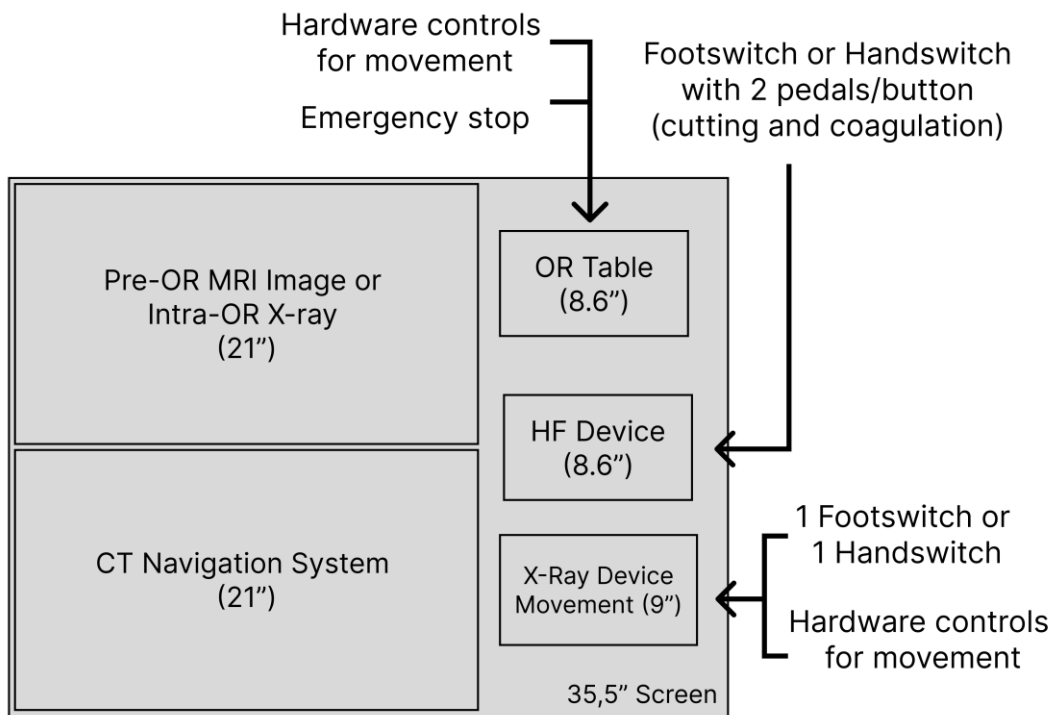 Hardware controls
for movement
Emergency stop
Footswitch or Handswitch
with 2 pedals/button
(cutting and coagulation)
Pre-OR MRI Image or
Intra-OR X-ray
(21”)
OR Table
(8.6”)
HF Device
(8.6”)
CT Navigation System
(21”)
X-Ray Device
Movement (9”)
1 Footswitch or
1 Handswitch
Hardware controls
for movement
35,5” Screen